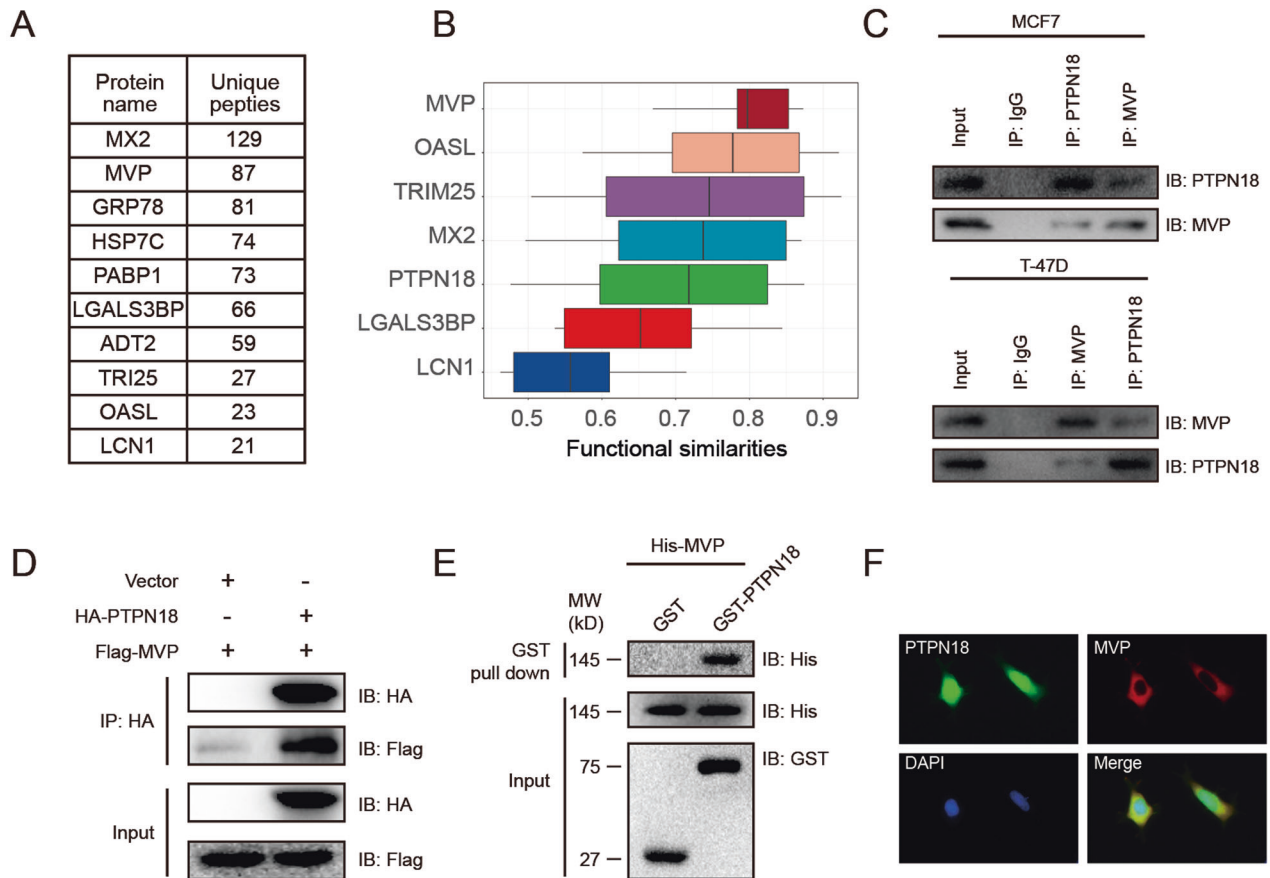 A
Protein name Unique pepties
MX2 129
MVP 87
GRP78 81
HSP7C 74
PABP1 73
LGALS3BP 66
ADT2 59
TRI25 27
OASL 23
LCN1 21
B
MVP
OASL
TRIM25
MX2
PTPN18
LGALS3BP
LCN1
0.5 0.6 0.7 0.8 0.9
Functional similarities
C
MCF7
Input IP: IgG IP: PTPN18 IP: MVP
IB: PTPN18
IB: MVP
T-47D
Input IP: IgG IP: MVP IP: PTPN18
IB: MVP
IB: PTPN18
D
Vector + -
HA-PTPN18 - +
Flag-MVP + +
IP: HA
IB: HA
IB: Flag
Input
IB: HA
IB: Flag
E
His-MVP
MW (kD)
GST GST-PTPN18
GST pull down
145 IB: His
Input
145 IB: His
75 IB: GST
27
F
PTPN18 MVP
DAPI Merge